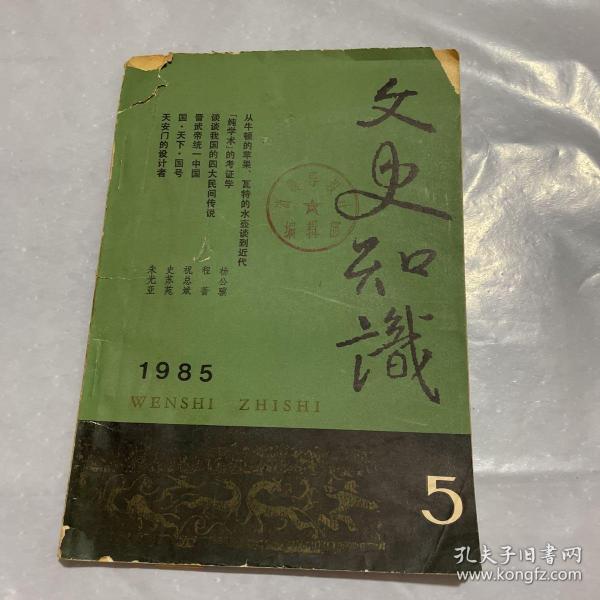 文史知識
从牛顿的苹果、瓦特的水壶谈到近代
「纯学术」的考证学 杨公骥
谈谈我国的四大民间传说 程蔷
晋武帝统一中国 祝总斌
国·天下·国号 史苏苑
天安门的设计者 朱光亚
编辑部
1985
WENSHI ZHISHI
5
孔夫子旧书网
www.kongfz.com